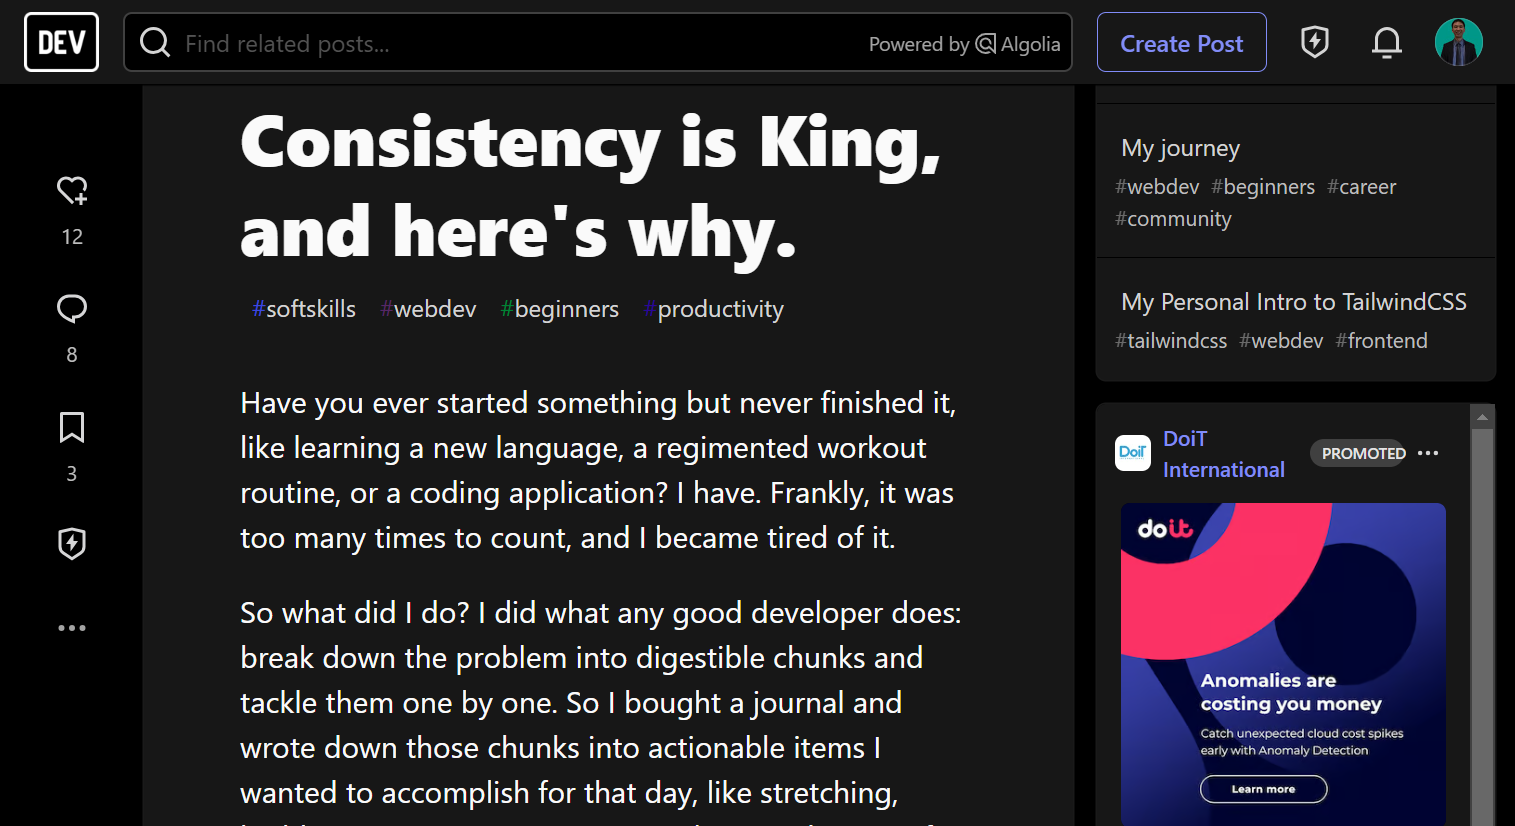 DEV
Find related posts...
Powered by Algolia
Create Post
12
8
3
Consistency is King,
and here's why.
#softskills #webdev #beginners #productivity
Have you ever started something but never finished it,
like learning a new language, a regimented workout
routine, or a coding application? I have. Frankly, it was
too many times to count, and I became tired of it.
So what did I do? I did what any good developer does:
break down the problem into digestible chunks and
tackle them one by one. So I bought a journal and
wrote down those chunks into actionable items I
wanted to accomplish for that day, like stretching,
My journey
#webdev #beginners #career
#community
My Personal Intro to TailwindCSS
#tailwindcss #webdev #frontend
DoiT
DoiT
International
PROMOTED
doit
Anomalies are
costing you money
Catch unexpected cloud cost spikes
early with Anomaly Detection
Learn more